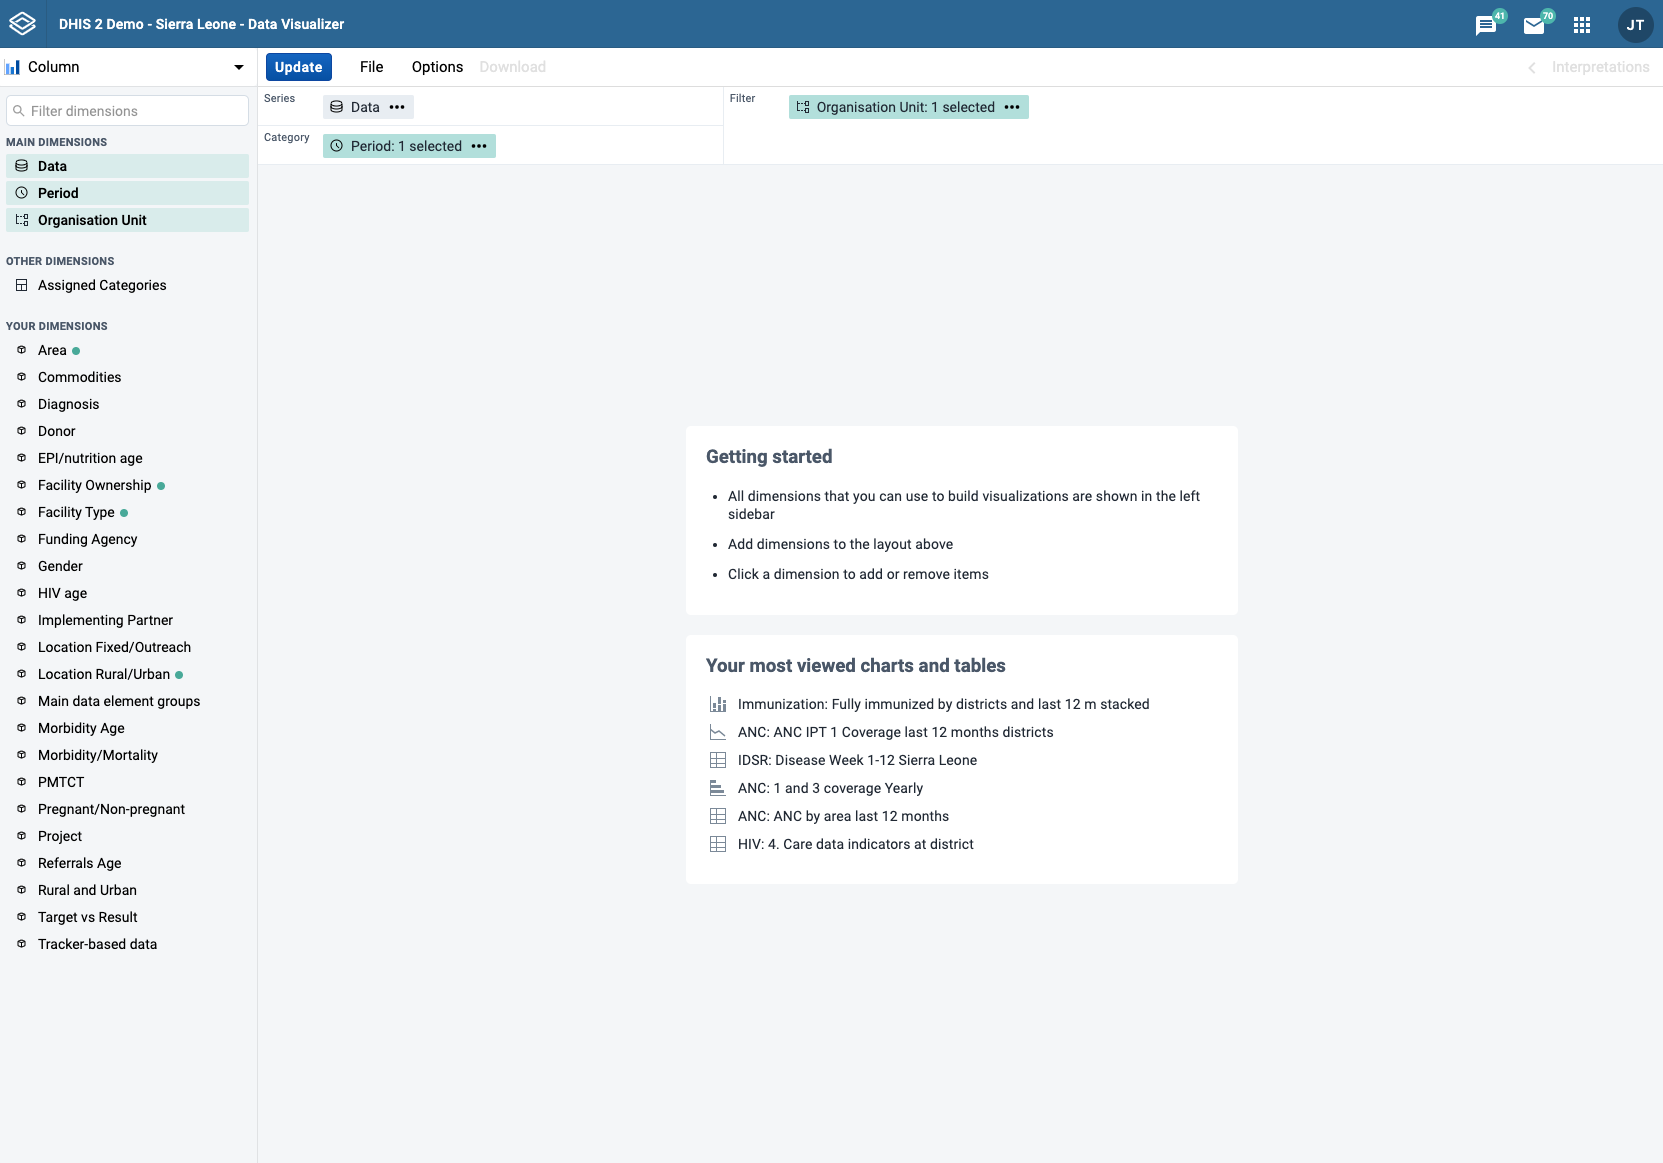 DHIS 2 Demo - Sierra Leone - Data Visualizer
41
70
JT
Column
Update
File
Options
Download
Interpretations
Filter dimensions
MAIN DIMENSIONS
Data
Period
Organisation Unit
OTHER DIMENSIONS
Assigned Categories
YOUR DIMENSIONS
Area
Commodities
Diagnosis
Donor
EPI/nutrition age
Facility Ownership
Facility Type
Funding Agency
Gender
HIV age
Implementing Partner
Location Fixed/Outreach
Location Rural/Urban
Main data element groups
Morbidity Age
Morbidity/Mortality
PMTCT
Pregnant/Non-pregnant
Project
Referrals Age
Rural and Urban
Target vs Result
Tracker-based data
Series
Data
Category
Period: 1 selected
Filter
Organisation Unit: 1 selected
Getting started
• All dimensions that you can use to build visualizations are shown in the left
sidebar
• Add dimensions to the layout above
• Click a dimension to add or remove items
Your most viewed charts and tables
Immunization: Fully immunized by districts and last 12 m stacked
ANC: ANC IPT 1 Coverage last 12 months districts
IDSR: Disease Week 1-12 Sierra Leone
ANC: 1 and 3 coverage Yearly
ANC: ANC by area last 12 months
HIV: 4. Care data indicators at district